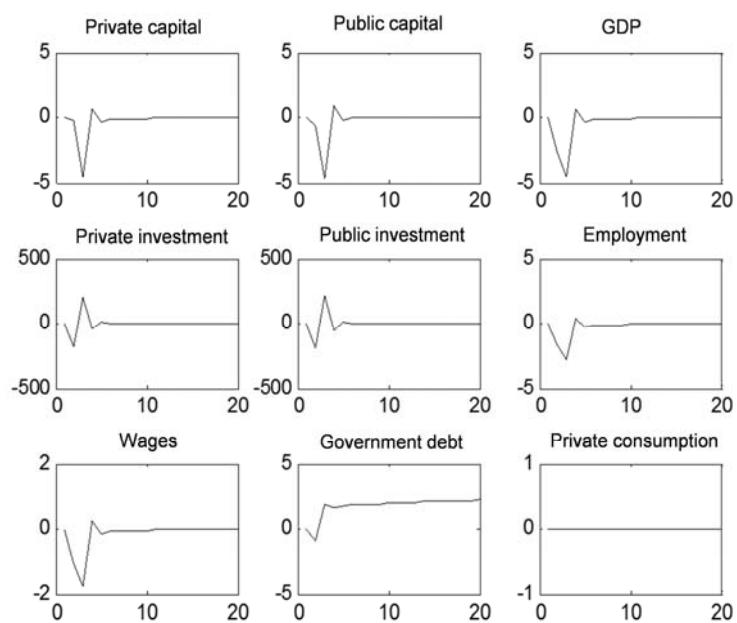 Private capital
Public capital
GDP
5
0
-5
0 10 20
5
0
-5
0 10 20
5
0
-5
0 10 20
Private investment
Public investment
Employment
500
0
-500
0 10 20
500
0
-500
0 10 20
5
0
-5
0 10 20
Wages
Government debt
Private consumption
2
0
-2
0 10 20
5
0
-5
0 10 20
1
0
-1
0 10 20